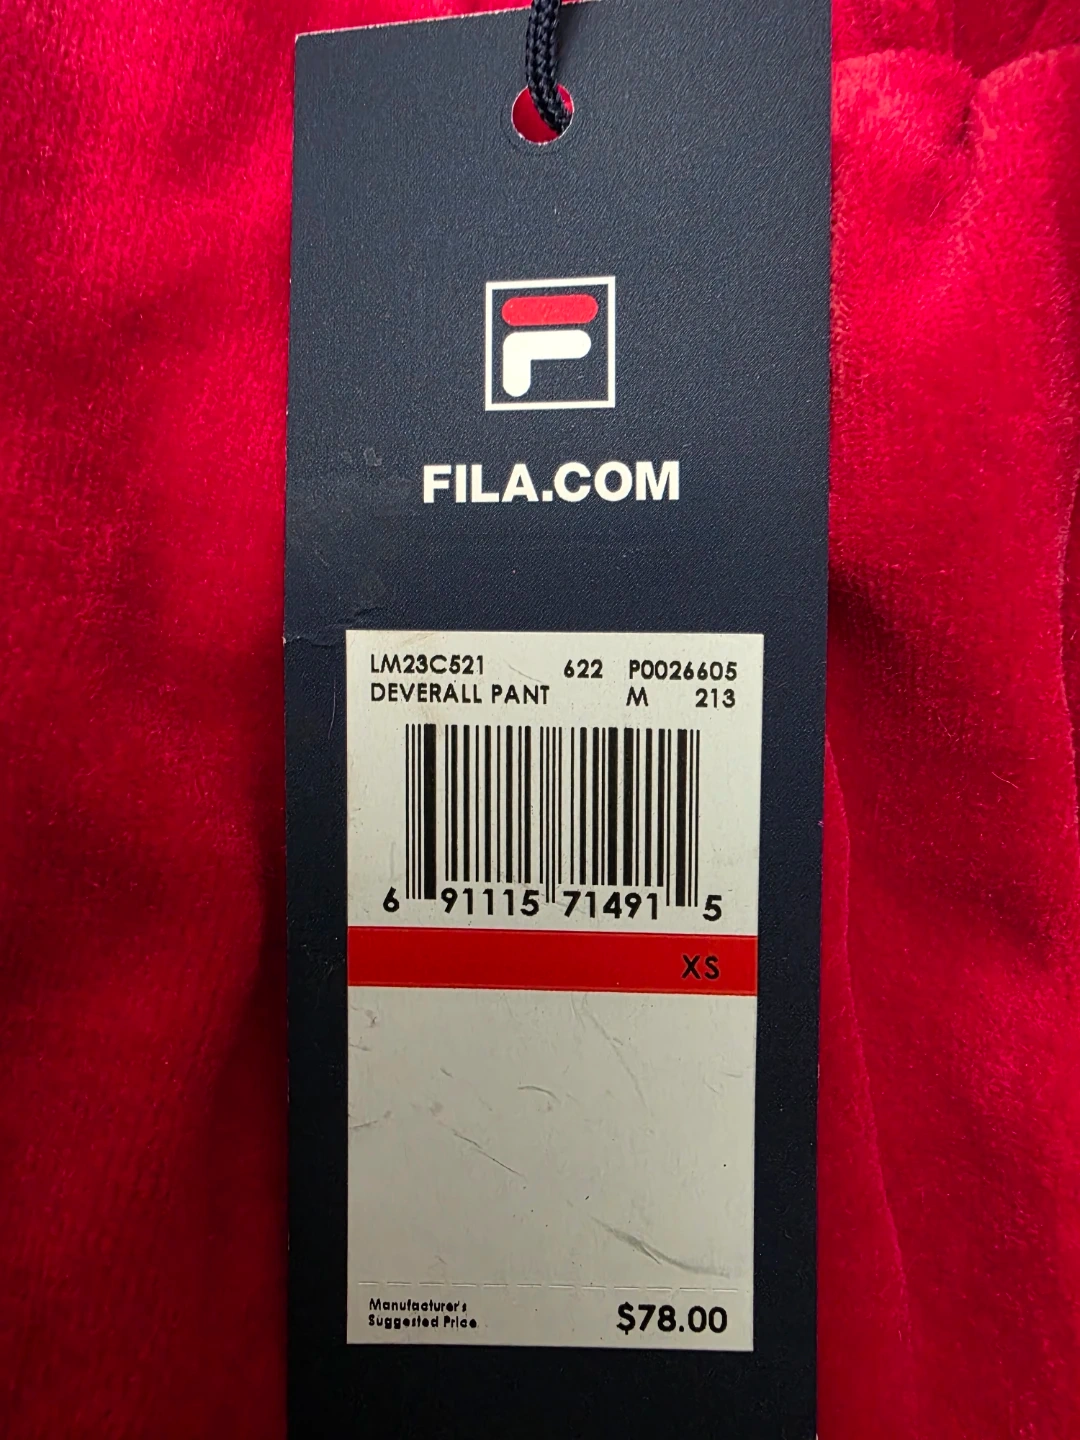 FILA.COM
LM23C521 622 P0026605
DEVERALL PANT M 213
6 91115 71491 5
XS
Manufacturer's
Suggested Price
$78.00